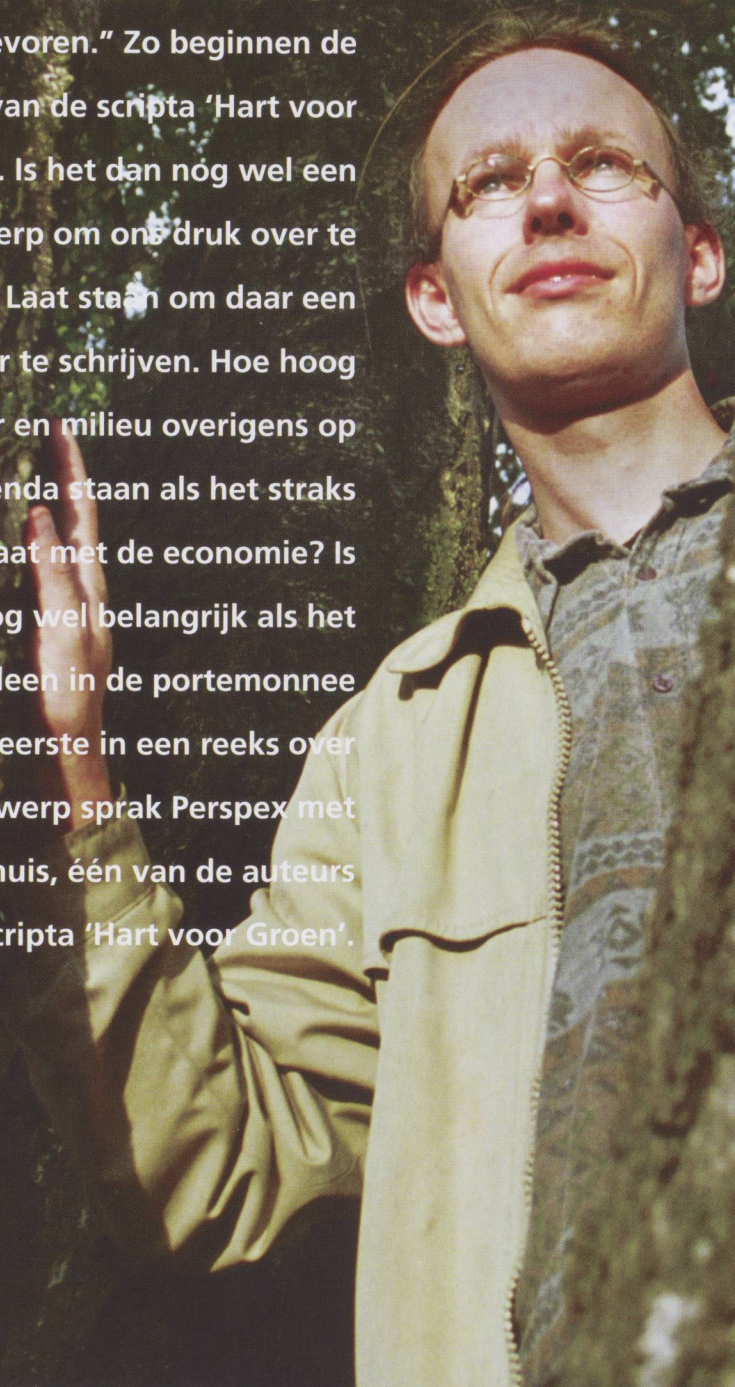 evoren.” Zo beginnen de
van de scripta ‘Hart voor
. Is het dan nog wel een
erp om ons druk over te
Laat staan om daar een
r te schrijven. Hoe hoog
r en milieu overigens op
enda staan als het straks
aat met de economie? Is
og wel belangrijk als het
leen in de portemonnee
eerste in een reeks over
werp sprak Perspex met
huis, één van de auteurs
cripta ‘Hart voor Groen’.